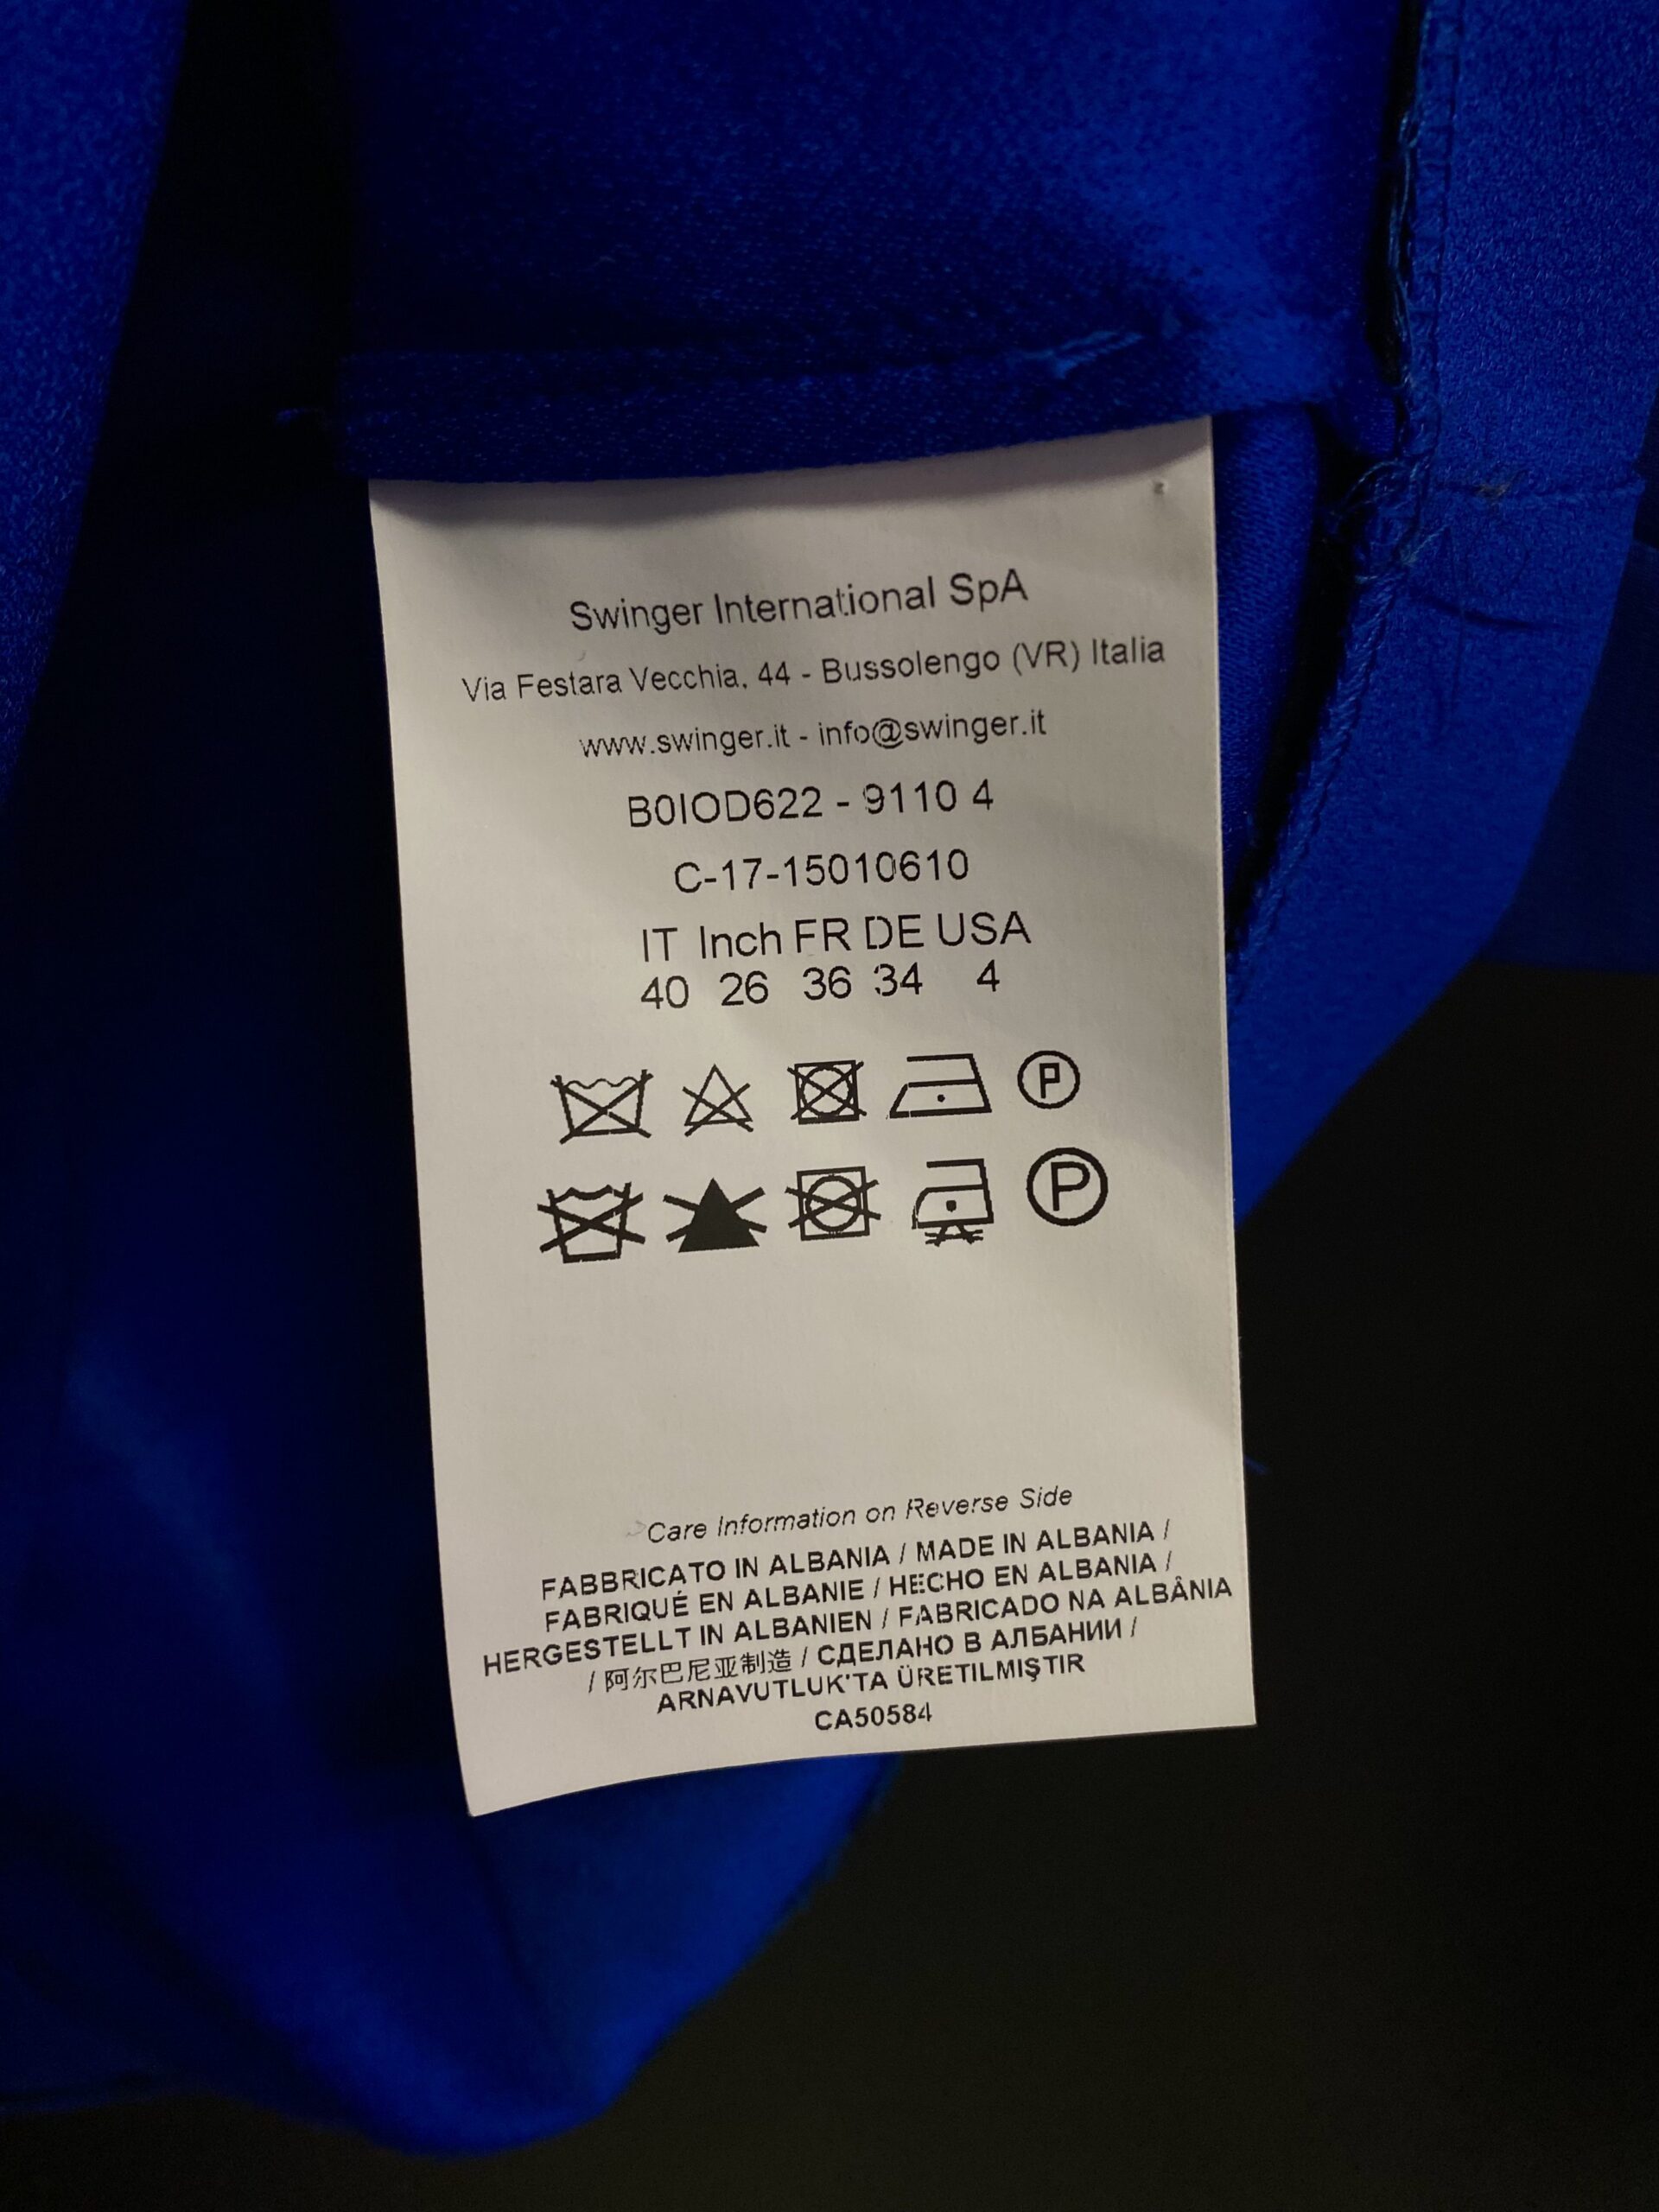 Swinger International SpA
Via Festara Vecchia, 44 - Bussolengo (VR) Italia
www.swinger.it - info@swinger.it
B0IOD622 - 9110 4
C-17-15010610
IT Inch FR DE USA
40 26 36 34 4
P
P
Care Information on Reverse Side
FABBRICATO IN ALBANIA / MADE IN ALBANIA /
FABRIQUÉ EN ALBANIE / HECHO EN ALBANIA /
HERGESTELLT IN ALBANIEN / FABRICADO NA ALBÂNIA
/ 阿尔巴尼亚制造 / СДЕЛАНО В АЛБАНИИ /
ARNAVUTLUK'TA ÜRETILMIŞTIR
CA50584